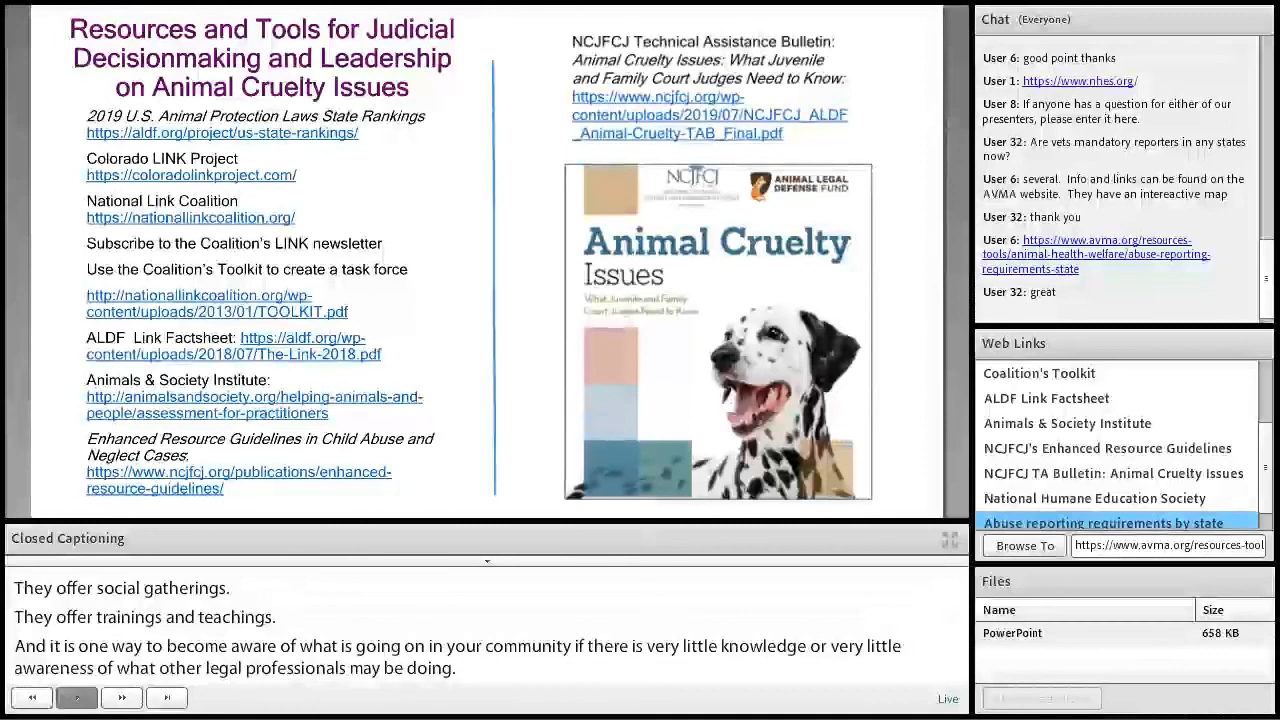 Resources and Tools for Judicial
Decisionmaking and Leadership
on Animal Cruelty Issues
2019 U.S. Animal Protection Laws State Rankings
https://aldf.org/project/us-state-rankings/
Colorado LINK Project
https://coloradolinkproject.com/
National Link Coalition
https://nationallinkcoalition.org/
Subscribe to the Coalition's LINK newsletter
Use the Coalition's Toolkit to create a task force
http://nationallinkcoalition.org/wp-
content/uploads/2013/01/TOOLKIT.pdf
ALDF Link Factsheet: https://aldf.org/wp-
content/uploads/2018/07/The-Link-2018.pdf
Animals & Society Institute:
http://animalsandsociety.org/helping-animals-and-
people/assessment-for-practitioners
Enhanced Resource Guidelines in Child Abuse and
Neglect Cases:
https://www.ncjfcj.org/publications/enhanced-
resource-guidelines/
NCJFCJ Technical Assistance Bulletin:
Animal Cruelty Issues: What Juvenile
and Family Court Judges Need to Know:
https://www.ncjfcj.org/wp-
content/uploads/2019/07/NCJFCJ_ALDF
_Animal-Cruelty-TAB_Final.pdf
NCJFCJ
ANIMAL LEGAL
DEFENSE FUND
Animal Cruelty
Issues
What Juvenile and Family
Court Judges Need to Know
Chat (Everyone)
User 6: good point thanks
User 1: https://www.nhes.org/
User 8: If anyone has a question for either of our
presenters, please enter it here.
User 32: Are vets mandatory reporters in any states
now?
User 6: several. Info and links can be found on the
AVMA website. They have an intereactive map
User 32: thank you
User 6: https://www.avma.org/resources-
tools/animal-health-welfare/abuse-reporting-
requirements-state
User 32: great
Web Links
Coalition's Toolkit
ALDF Link Factsheet
Animals & Society Institute
NCJFCJ's Enhanced Resource Guidelines
NCJFCJ TA Bulletin: Animal Cruelty Issues
National Humane Education Society
Abuse reporting requirements by state
Browse To https://www.avma.org/resources-tool
Files
Name Size
PowerPoint 658 KB
Closed Captioning
They offer social gatherings.
They offer trainings and teachings.
And it is one way to become aware of what is going on in your community if there is very little knowledge or very little
awareness of what other legal professionals may be doing.
Live